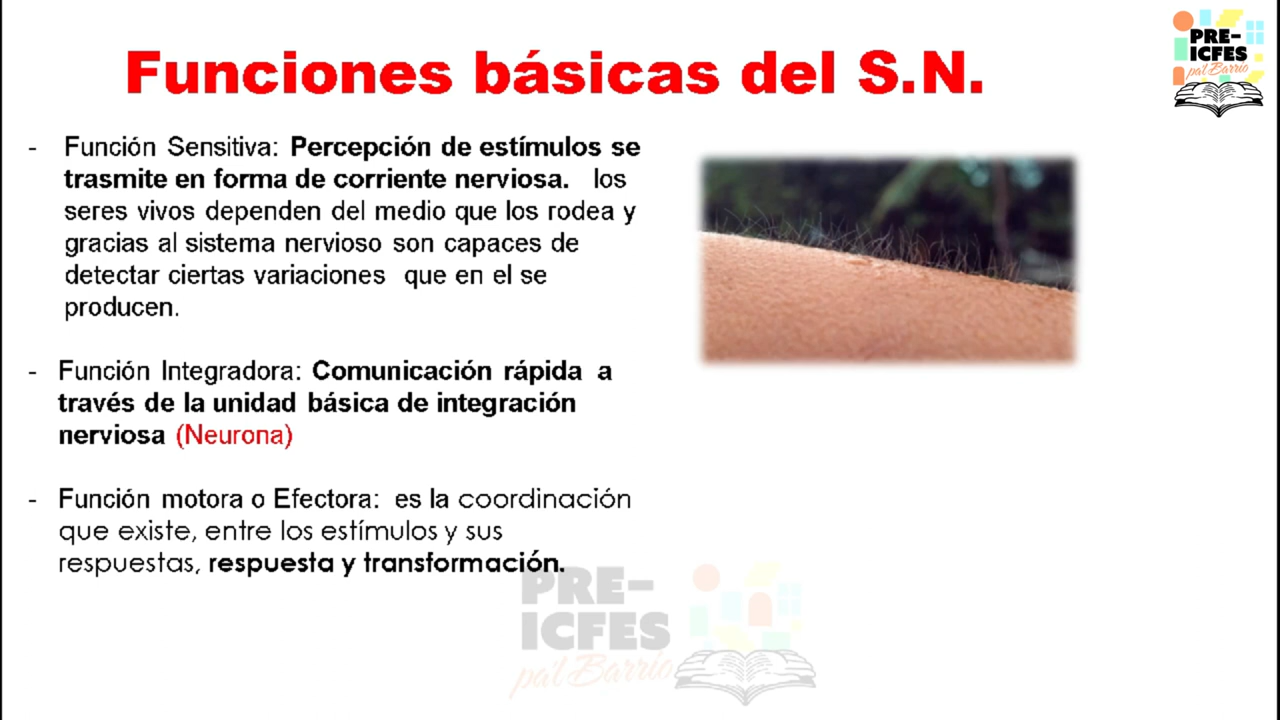 Funciones básicas del S.N.
PRE-
ICFES
pa'l Barrio
- Función Sensitiva: Percepción de estímulos se
trasmite en forma de corriente nerviosa. los
seres vivos dependen del medio que los rodea y
gracias al sistema nervioso son capaces de
detectar ciertas variaciones que en el se
producen.
- Función Integradora: Comunicación rápida a
través de la unidad básica de integración
nerviosa (Neurona)
- Función motora o Efectora: es la coordinación
que existe, entre los estímulos y sus
respuestas, respuesta y transformación.
PRE-
ICFES
pa'l Barrio